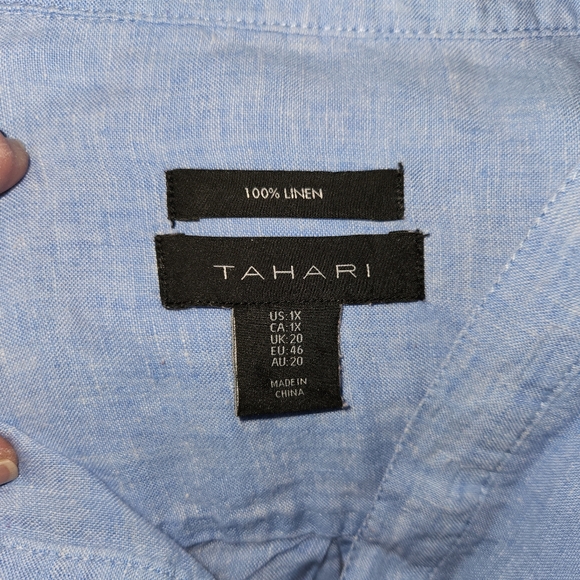 100% LINEN
TAHARI
US: 1X
CA: 1X
UK: 20
EU: 46
AU: 20
MADE IN
CHINA